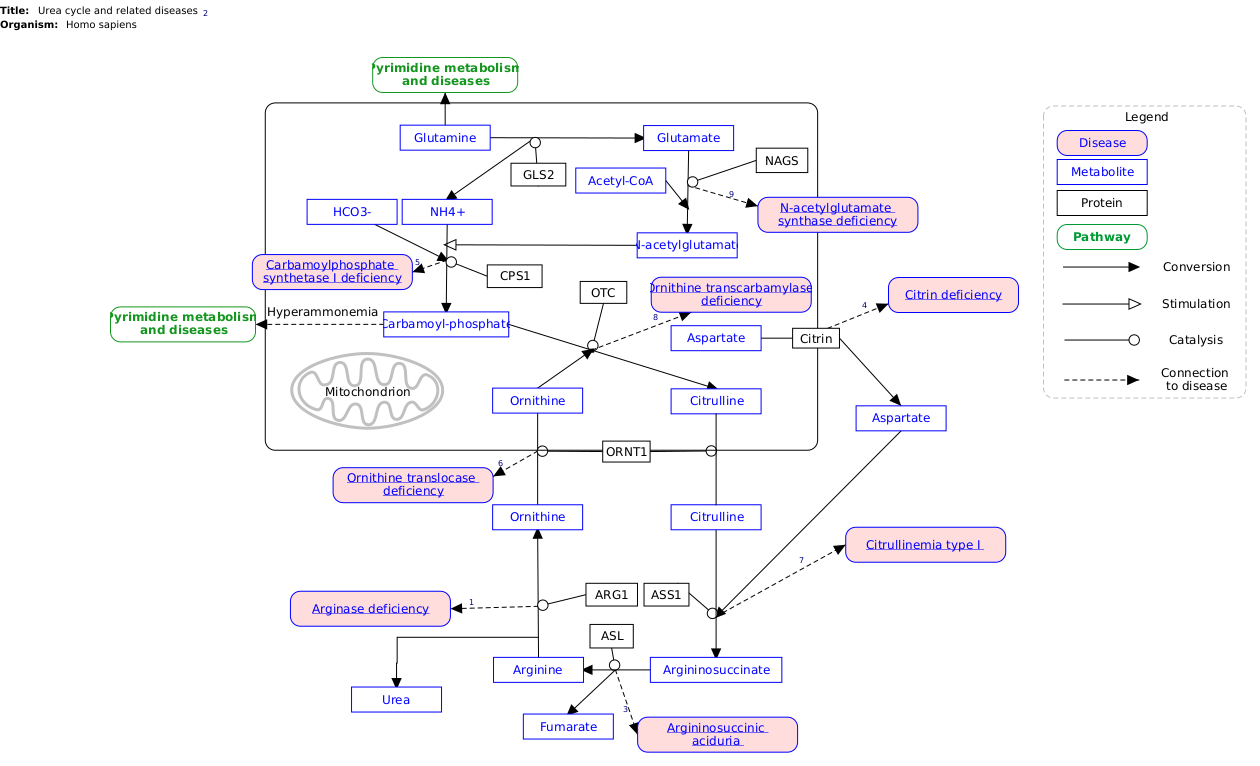 Title: Urea cycle and related diseases 2
Organism: Homo sapiens
Pyrimidine metabolism
and diseases
Legend
Glutamine
Glutamate
Disease
NAGS
GLS2
Acetyl-CoA
Metabolite
9
HCO3-
NH4+
N-acetylglutamate
synthase deficiency
Protein
Pathway
N-acetylglutamate
5
Carbamoylphosphate
synthetase I deficiency
CPS1
Conversion
OTC
Ornithine transcarbamylase
deficiency
Citrin deficiency
4
Stimulation
Hyperammonemia
Pyrimidine metabolism
and diseases
Carbamoyl-phosphate
8
Aspartate
Citrin
Catalysis
Connection
to disease
Mitochondrion
Ornithine
Citrulline
Aspartate
ORNT1
6
Ornithine translocase
deficiency
Ornithine
Citrulline
Citrullinemia type I
7
ARG1
ASS1
1
Arginase deficiency
ASL
Arginine
Argininosuccinate
Urea
3
Fumarate
Argininosuccinic
aciduria